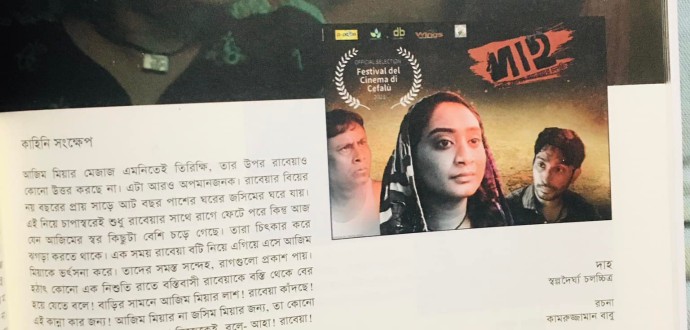 OFFICIAL SELECTION
Festival del
Cinema di
Cefalù
দাহ
কাহিনি সংক্ষেপ
আজিম মিয়ার মেজাজ এমনিতেই তিরিক্ষি, তার উপর রাবেয়াও
কোনো উত্তর করছে না। এটা আরও অপমানজনক। রাবেয়ার বিয়ের
নয় বছরের প্রায় সাড়ে আট বছর পাশের ঘরের জসিমের ঘরে যায়।
এই নিয়ে চাপাস্বরেই শুধু রাবেয়ার সাথে রাগে ফেটে পরে কিন্তু আজ
যেন আজিমের স্বর কিছুটা বেশি চড়ে গেছে। তারা চিৎকার করে
ঝগড়া করতে থাকে। এক সময় রাবেয়া বটি নিয়ে এগিয়ে এসে আজিম
মিয়াকে ভর্ৎসনা করে। তাদের সমস্ত সন্দেহ, রাগগুলো প্রকাশ পায়।
হঠাৎ কোনো এক নিশুতি রাতে বস্তিবাসী রাবেয়াকে বস্তি থেকে বের
হয়ে যেতে বলে! বাড়ির সামনে আজিম মিয়ার লাশ! রাবেয়া কাঁদছে!
এই কান্না কার জন্য! আজিম মিয়ার না জসিম মিয়ার জন্য, তা কোনো
বলে- আহা! রাবেয়া!
দাহ
স্বল্পদৈর্ঘ্য চলচ্চিত্র
রচনা
কামরুজ্জামান বাবু